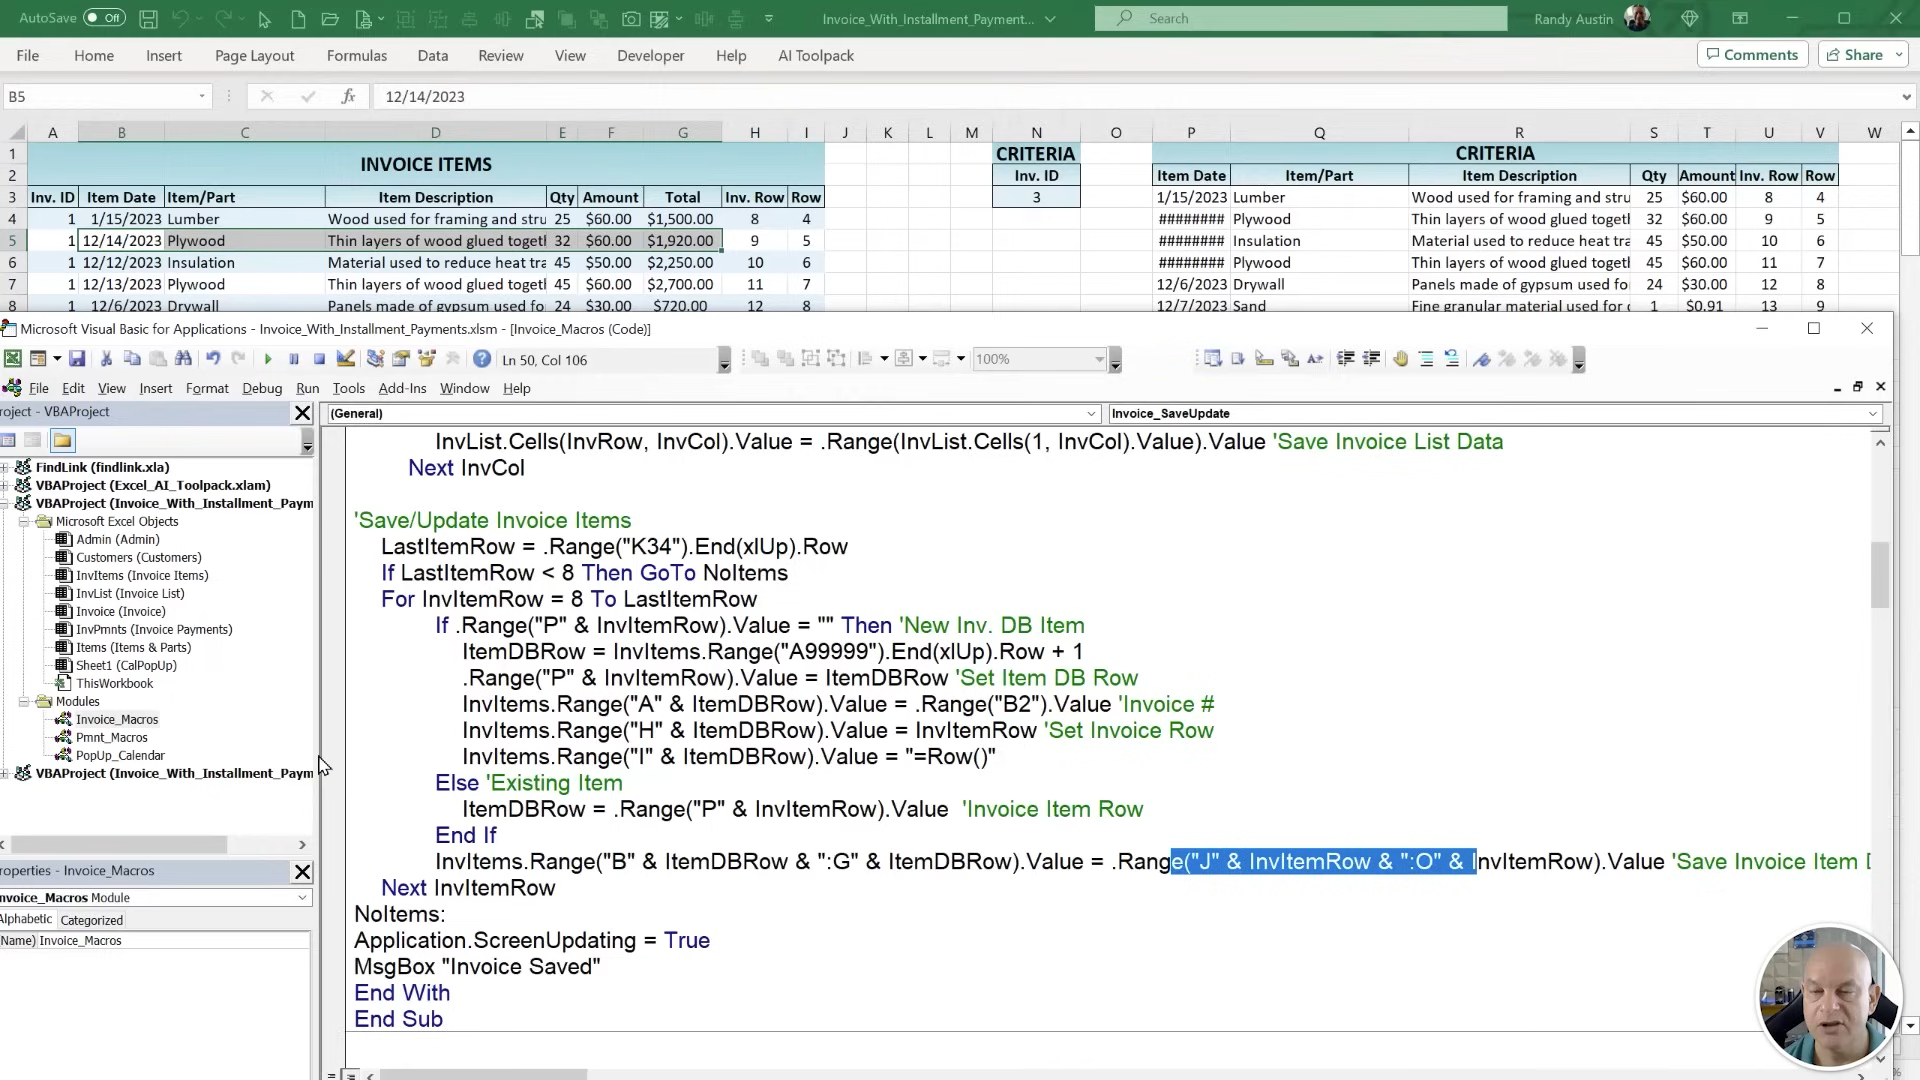 AutoSave Off
Invoice_With_Installment_Payment...
Search
Randy Austin
File Home Insert Page Layout Formulas Data Review View Developer Help AI Toolpack
Comments Share
B5 fx 12/14/2023
A B C D E F G H I J K L M N O P Q R S T U V W
1 INVOICE ITEMS CRITERIA CRITERIA
2 Inv. ID Item Date Item/Part Item Description Qty Amount Inv. Row Row
3 Inv. ID Item Date Item/Part Item Description Qty Amount Total Inv. Row Row 3 1/15/2023 Lumber Wood used for framing and stru 25 $60.00 8 4
4 1 1/15/2023 Lumber Wood used for framing and stru 25 $60.00 $1,500.00 8 4 ######## Plywood Thin layers of wood glued togetl 32 $60.00 9 5
5 1 12/14/2023 Plywood Thin layers of wood glued togetl 32 $60.00 $1,920.00 9 5 ######## Insulation Material used to reduce heat tra 45 $50.00 10 6
6 1 12/12/2023 Insulation Material used to reduce heat tra 45 $50.00 $2,250.00 10 6 ######## Plywood Thin layers of wood glued togetl 45 $60.00 11 7
7 1 12/13/2023 Plywood Thin layers of wood glued togetl 45 $60.00 $2,700.00 11 7 12/6/2023 Drywall Panels made of gypsum used for 24 $30.00 12 8
8 1 12/6/2023 Drywall Panels made of gypsum used for 24 $30.00 $720.00 12 8 12/7/2023 Sand Fine granular material used for c 1 $0.91 13 9
Microsoft Visual Basic for Applications - Invoice_With_Installment_Payments.xlsm - [Invoice_Macros (Code)]
Ln 50, Col 106
100%
File Edit View Insert Format Debug Run Tools Add-Ins Window Help
roject - VBAProject
FindLink (findlink.xla)
VBAProject (Excel_AI_Toolpack.xlam)
VBAProject (Invoice_With_Installment_Paym
Microsoft Excel Objects
Admin (Admin)
Customers (Customers)
InvItems (Invoice Items)
InvList (Invoice List)
Invoice (Invoice)
InvPmnts (Invoice Payments)
Items (Items & Parts)
Sheet1 (CalPopUp)
ThisWorkbook
Modules
Invoice_Macros
Pmnt_Macros
PopUp_Calendar
VBAProject (Invoice_With_Installment_Paym
roperties - Invoice_Macros
nvoice_Macros Module
Alphabetic Categorized
Name) Invoice_Macros
(General) Invoice_SaveUpdate
InvList.Cells(InvRow, InvCol).Value = .Range(InvList.Cells(1, InvCol).Value).Value 'Save Invoice List Data
Next InvCol
'Save/Update Invoice Items
LastItemRow = .Range("K34").End(xlUp).Row
If LastItemRow < 8 Then GoTo NoItems
For InvItemRow = 8 To LastItemRow
If .Range("P" & InvItemRow).Value = "" Then 'New Inv. DB Item
ItemDBRow = InvItems.Range("A99999").End(xlUp).Row + 1
.Range("P" & InvItemRow).Value = ItemDBRow 'Set Item DB Row
InvItems.Range("A" & ItemDBRow).Value = .Range("B2").Value 'Invoice #
InvItems.Range("H" & ItemDBRow).Value = InvItemRow 'Set Invoice Row
InvItems.Range("I" & ItemDBRow).Value = "=Row()"
Else 'Existing Item
ItemDBRow = .Range("P" & InvItemRow).Value 'Invoice Item Row
End If
InvItems.Range("B" & ItemDBRow & ":G" & ItemDBRow).Value = .Range("J" & InvItemRow & ":O" & InvItemRow).Value 'Save Invoice Item D
Next InvItemRow
NoItems:
Application.ScreenUpdating = True
MsgBox "Invoice Saved"
End With
End Sub